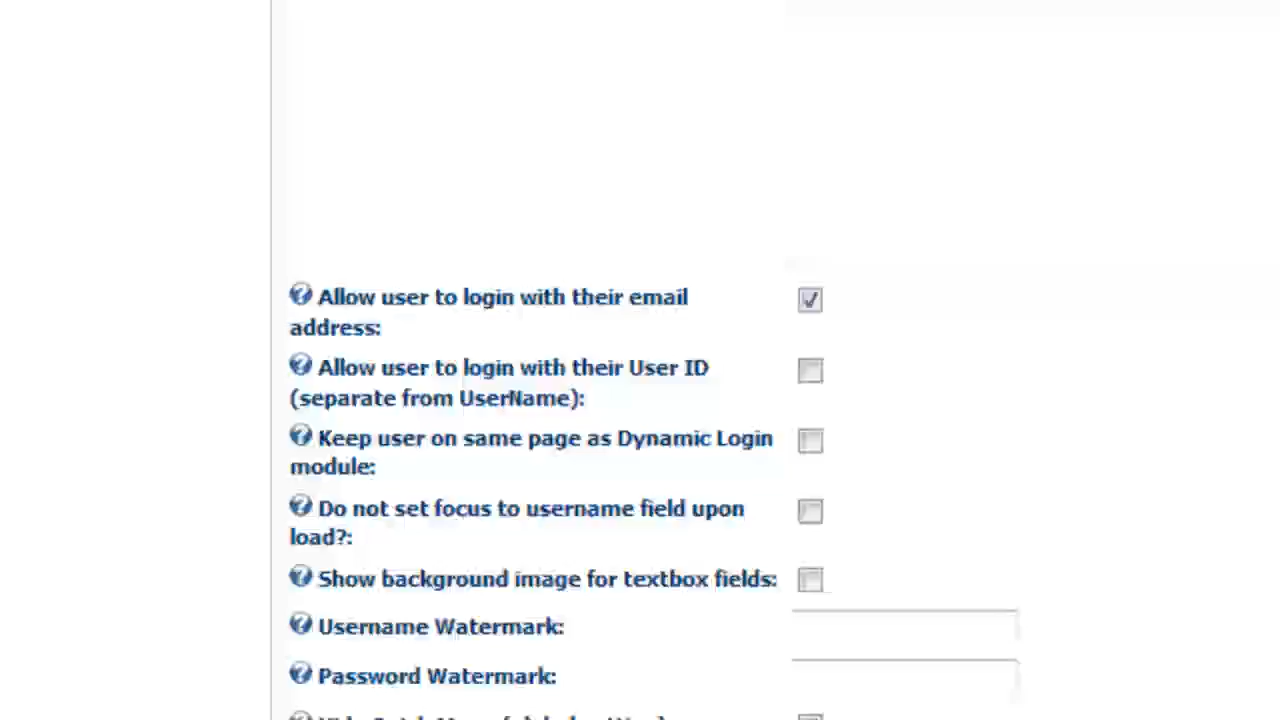 Allow user to login with their email
address:
Allow user to login with their User ID
(separate from UserName):
Keep user on same page as Dynamic Login
module:
Do not set focus to username field upon
load?:
Show background image for textbox fields:
Username Watermark:
Password Watermark: